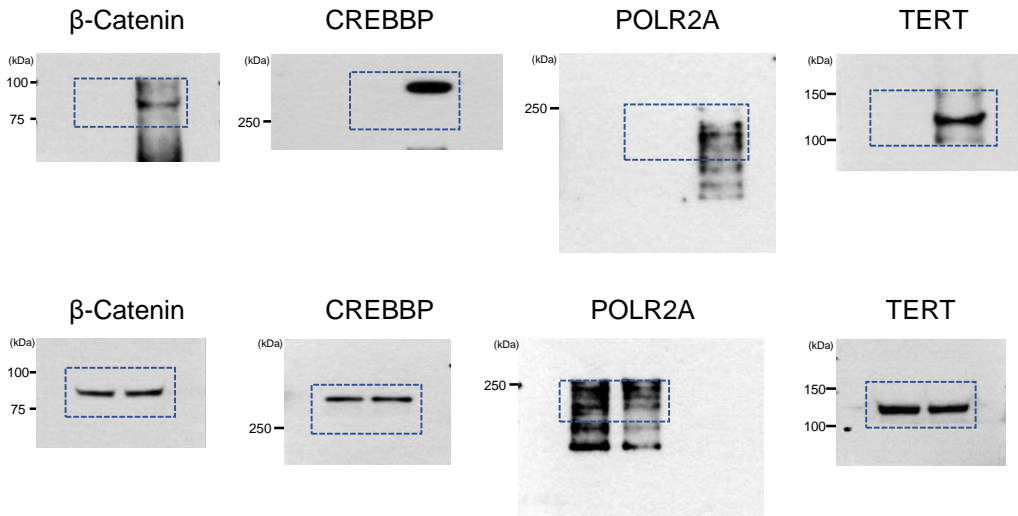 β-Catenin
CREBBP
POLR2A
TERT
(kDa)
(kDa)
(kDa)
(kDa)
100
75
250
250
150
100
β-Catenin
CREBBP
POLR2A
TERT
(kDa)
(kDa)
(kDa)
(kDa)
100
75
250
250
150
100